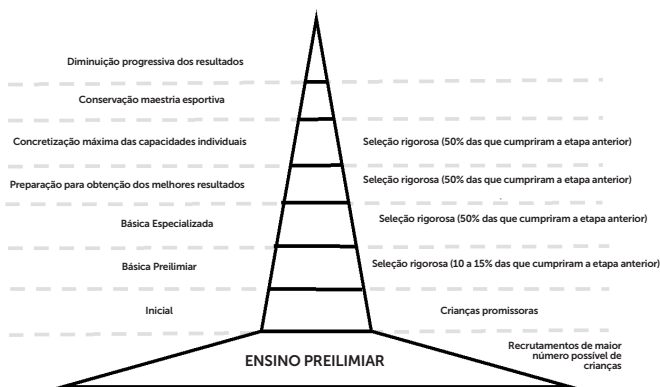 Diminuição progressiva dos resultados
Conservação maestria esportiva
Concretização máxima das capacidades individuais
Seleção rigorosa (50% das que cumpriram a etapa anterior)
Preparação para obtenção dos melhores resultados
Seleção rigorosa (50% das que cumpriram a etapa anterior)
Básica Especializada
Seleção rigorosa (50% das que cumpriram a etapa anterior)
Básica Preilimiar
Seleção rigorosa (10 a 15% das que cumpriram a etapa anterior)
Inicial
Crianças promissoras
ENSINO PREILIMIAR
Recrutamentos de maior
número possível de
crianças